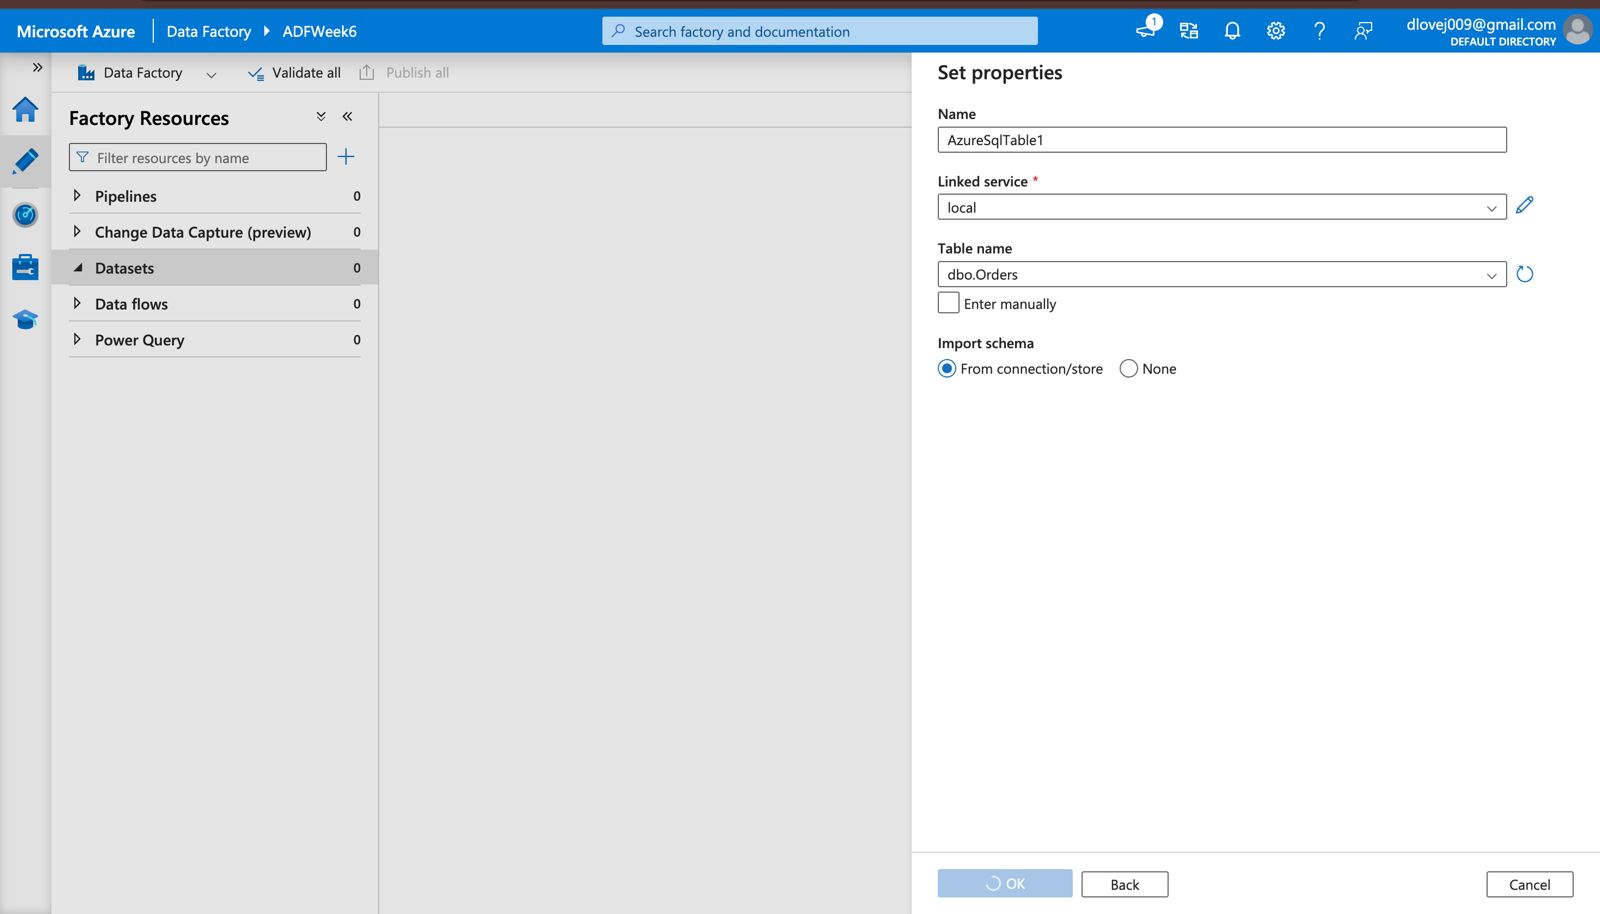 Microsoft Azure
Data Factory
ADFWeek6
Search factory and documentation
1
dlovej009@gmail.com
DEFAULT DIRECTORY
Data Factory
Validate all
Publish all
Factory Resources
Filter resources by name
Pipelines 0
Change Data Capture (preview) 0
Datasets 0
Data flows 0
Power Query 0
Set properties
Name
AzureSqlTable1
Linked service *
local
Table name
dbo.Orders
Enter manually
Import schema
From connection/store None
OK Back Cancel